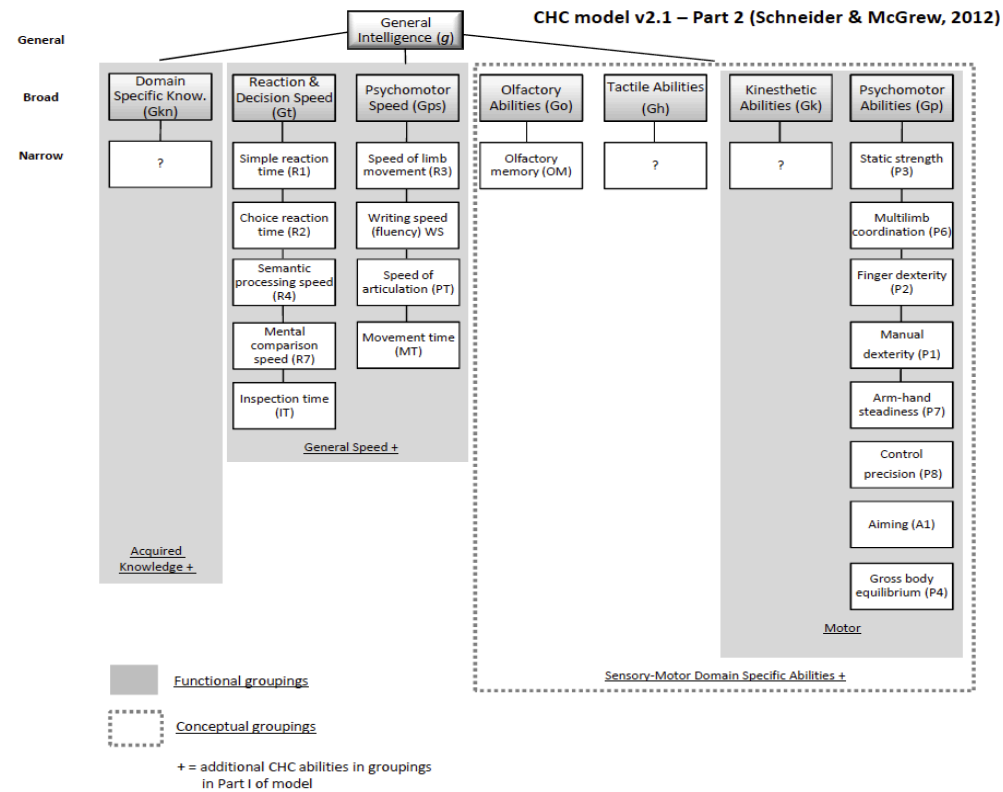 CHC model v2.1 – Part 2 (Schneider & McGrew, 2012)
General
General
Intelligence (g)
Broad
Domain
Specific Know.
(Gkn)
Reaction &
Decision Speed
(Gt)
Psychomotor
Speed (Gps)
Olfactory
Abilities (Go)
Tactile Abilities
(Gh)
Kinesthetic
Abilities (Gk)
Psychomotor
Abilities (Gp)
Narrow
?
Simple reaction
time (R1)
Choice reaction
time (R2)
Semantic
processing speed
(R4)
Mental
comparison
speed (R7)
Inspection time
(IT)
Speed of limb
movement (R3)
Writing speed
(fluency) WS
Speed of
articulation (PT)
Movement time
(MT)
Olfactory
memory (OM)
?
?
Static strength
(P3)
Multilimb
coordination (P6)
Finger dexterity
(P2)
Manual
dexterity (P1)
Arm-hand
steadiness (P7)
Control
precision (P8)
Aiming (A1)
Gross body
equilibrium (P4)
General Speed +
Acquired
Knowledge +
Motor
Sensory-Motor Domain Specific Abilities +
Functional groupings
Conceptual groupings
+ = additional CHC abilities in groupings
in Part I of model